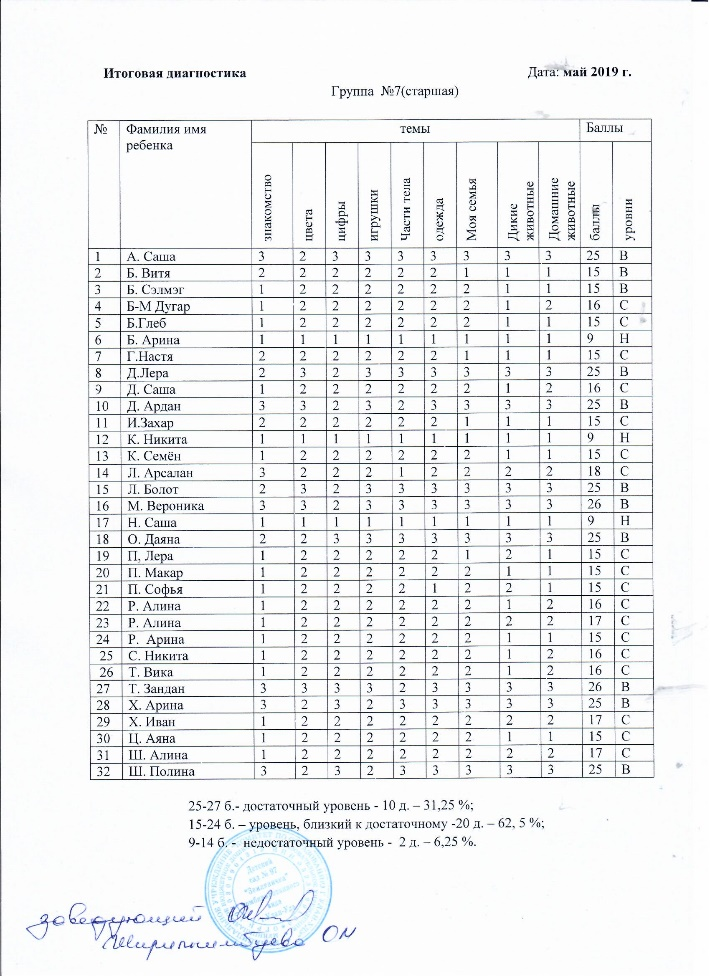 Итоговая диагностика Дата: май 2019 г.
Группа №7(старшая)
№ Фамилия имя ребенка темы Баллы
знакомство цвета цифры игрушки Части тела одежда Моя семья Дикие животные Домашние животные баллы уровни
1 А. Саша 3 2 3 3 3 3 3 3 3 25 В
2 Б. Витя 2 2 2 2 2 2 1 1 1 15 В
3 Б. Сэлмэг 1 2 2 2 2 2 2 1 1 15 В
4 Б-М Дугар 1 2 2 2 2 2 2 1 2 16 С
5 Б.Глеб 1 2 2 2 2 2 2 1 1 15 С
6 Б. Арина 1 1 1 1 1 1 1 1 1 9 Н
7 Г.Настя 2 2 2 2 2 2 1 1 1 15 С
8 Д.Лера 2 3 2 3 3 3 3 3 3 25 В
9 Д. Саша 1 2 2 2 2 2 2 1 2 16 С
10 Д. Ардан 3 3 2 3 2 3 3 3 3 25 В
11 И.Захар 2 2 2 2 2 2 1 1 1 15 С
12 К. Никита 1 1 1 1 1 1 1 1 1 9 Н
13 К. Семён 1 2 2 2 2 2 2 1 1 15 С
14 Л. Арсалан 3 2 2 2 1 2 2 2 2 18 С
15 Л. Болот 2 3 2 3 3 3 3 3 3 25 В
16 М. Вероника 3 3 2 3 3 3 3 3 3 26 В
17 Н. Саша 1 1 1 1 1 1 1 1 1 9 Н
18 О. Даяна 2 2 3 3 3 3 3 3 3 25 В
19 П, Лера 1 2 2 2 2 2 1 2 1 15 С
20 П. Макар 1 2 2 2 2 2 2 1 1 15 С
21 П. Софья 1 2 2 2 2 1 2 2 1 15 С
22 Р. Алина 1 2 2 2 2 2 2 1 2 16 С
23 Р. Алина 1 2 2 2 2 2 2 2 2 17 С
24 Р. Арина 1 2 2 2 2 2 2 1 1 15 С
25 С. Никита 1 2 2 2 2 2 2 1 2 16 С
26 Т. Вика 1 2 2 2 2 2 2 1 2 16 С
27 Т. Зандан 3 3 3 3 2 3 3 3 3 26 В
28 Х. Арина 3 2 3 2 3 3 3 3 3 25 В
29 Х. Иван 1 2 2 2 2 2 2 2 2 17 С
30 Ц. Аяна 1 2 2 2 2 2 2 1 1 15 С
31 Ш. Алина 1 2 2 2 2 2 2 2 2 17 С
32 Ш. Полина 3 2 3 2 3 3 3 3 3 25 В
25-27 б.- достаточный уровень - 10 д. – 31,25 %;
15-24 б. – уровень, близкий к достаточному -20 д. – 62, 5 %;
9-14 б. - недостаточный уровень - 2 д. – 6,25 %.
Детский
сад № 97
заведующий
ОН